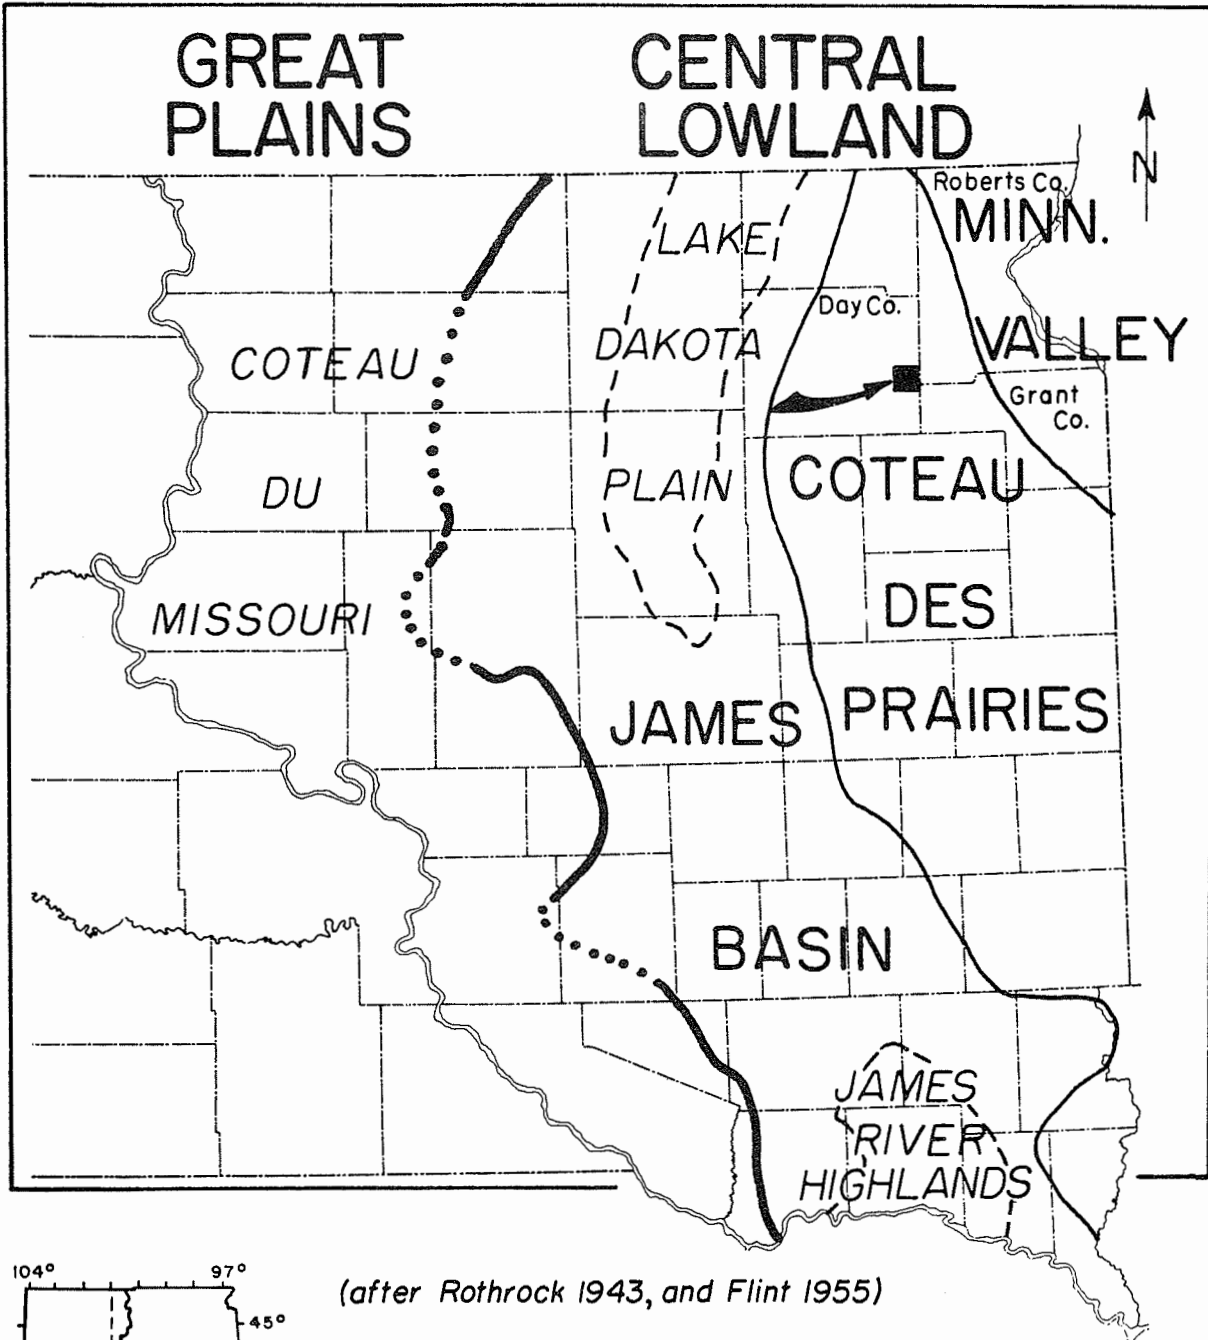 GREAT
PLAINS
CENTRAL
LOWLAND
N
Roberts Co.
MINN.
LAKE
Day Co.
VALLEY
DAKOTA
COTEAU
Grant
Co.
COTEAU
PLAIN
DU
DES
MISSOURI
PRAIRIES
JAMES
BASIN
JAMES
RIVER
HIGHLANDS
104° 97°
(after Rothrock 1943, and Flint 1955)
45°